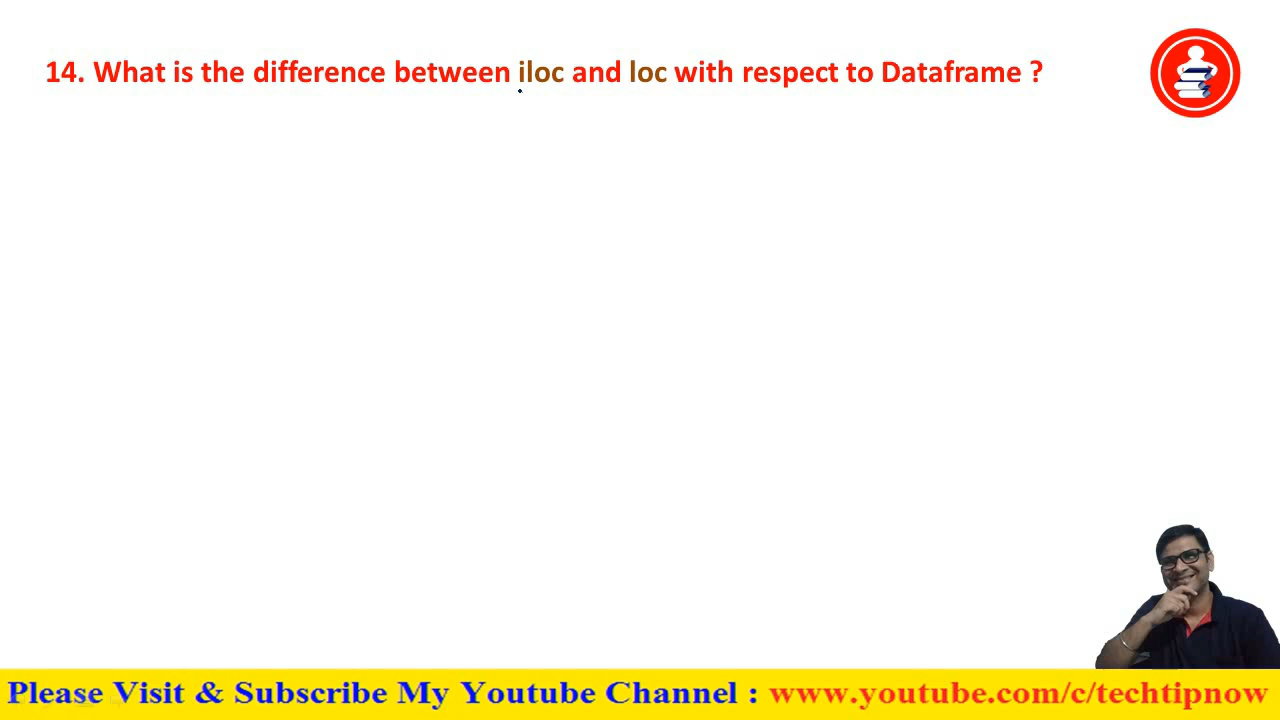 14. What is the difference between iloc and loc with respect to Dataframe ?
Please Visit & Subscribe My Youtube Channel : www.youtube.com/c/techtipnow